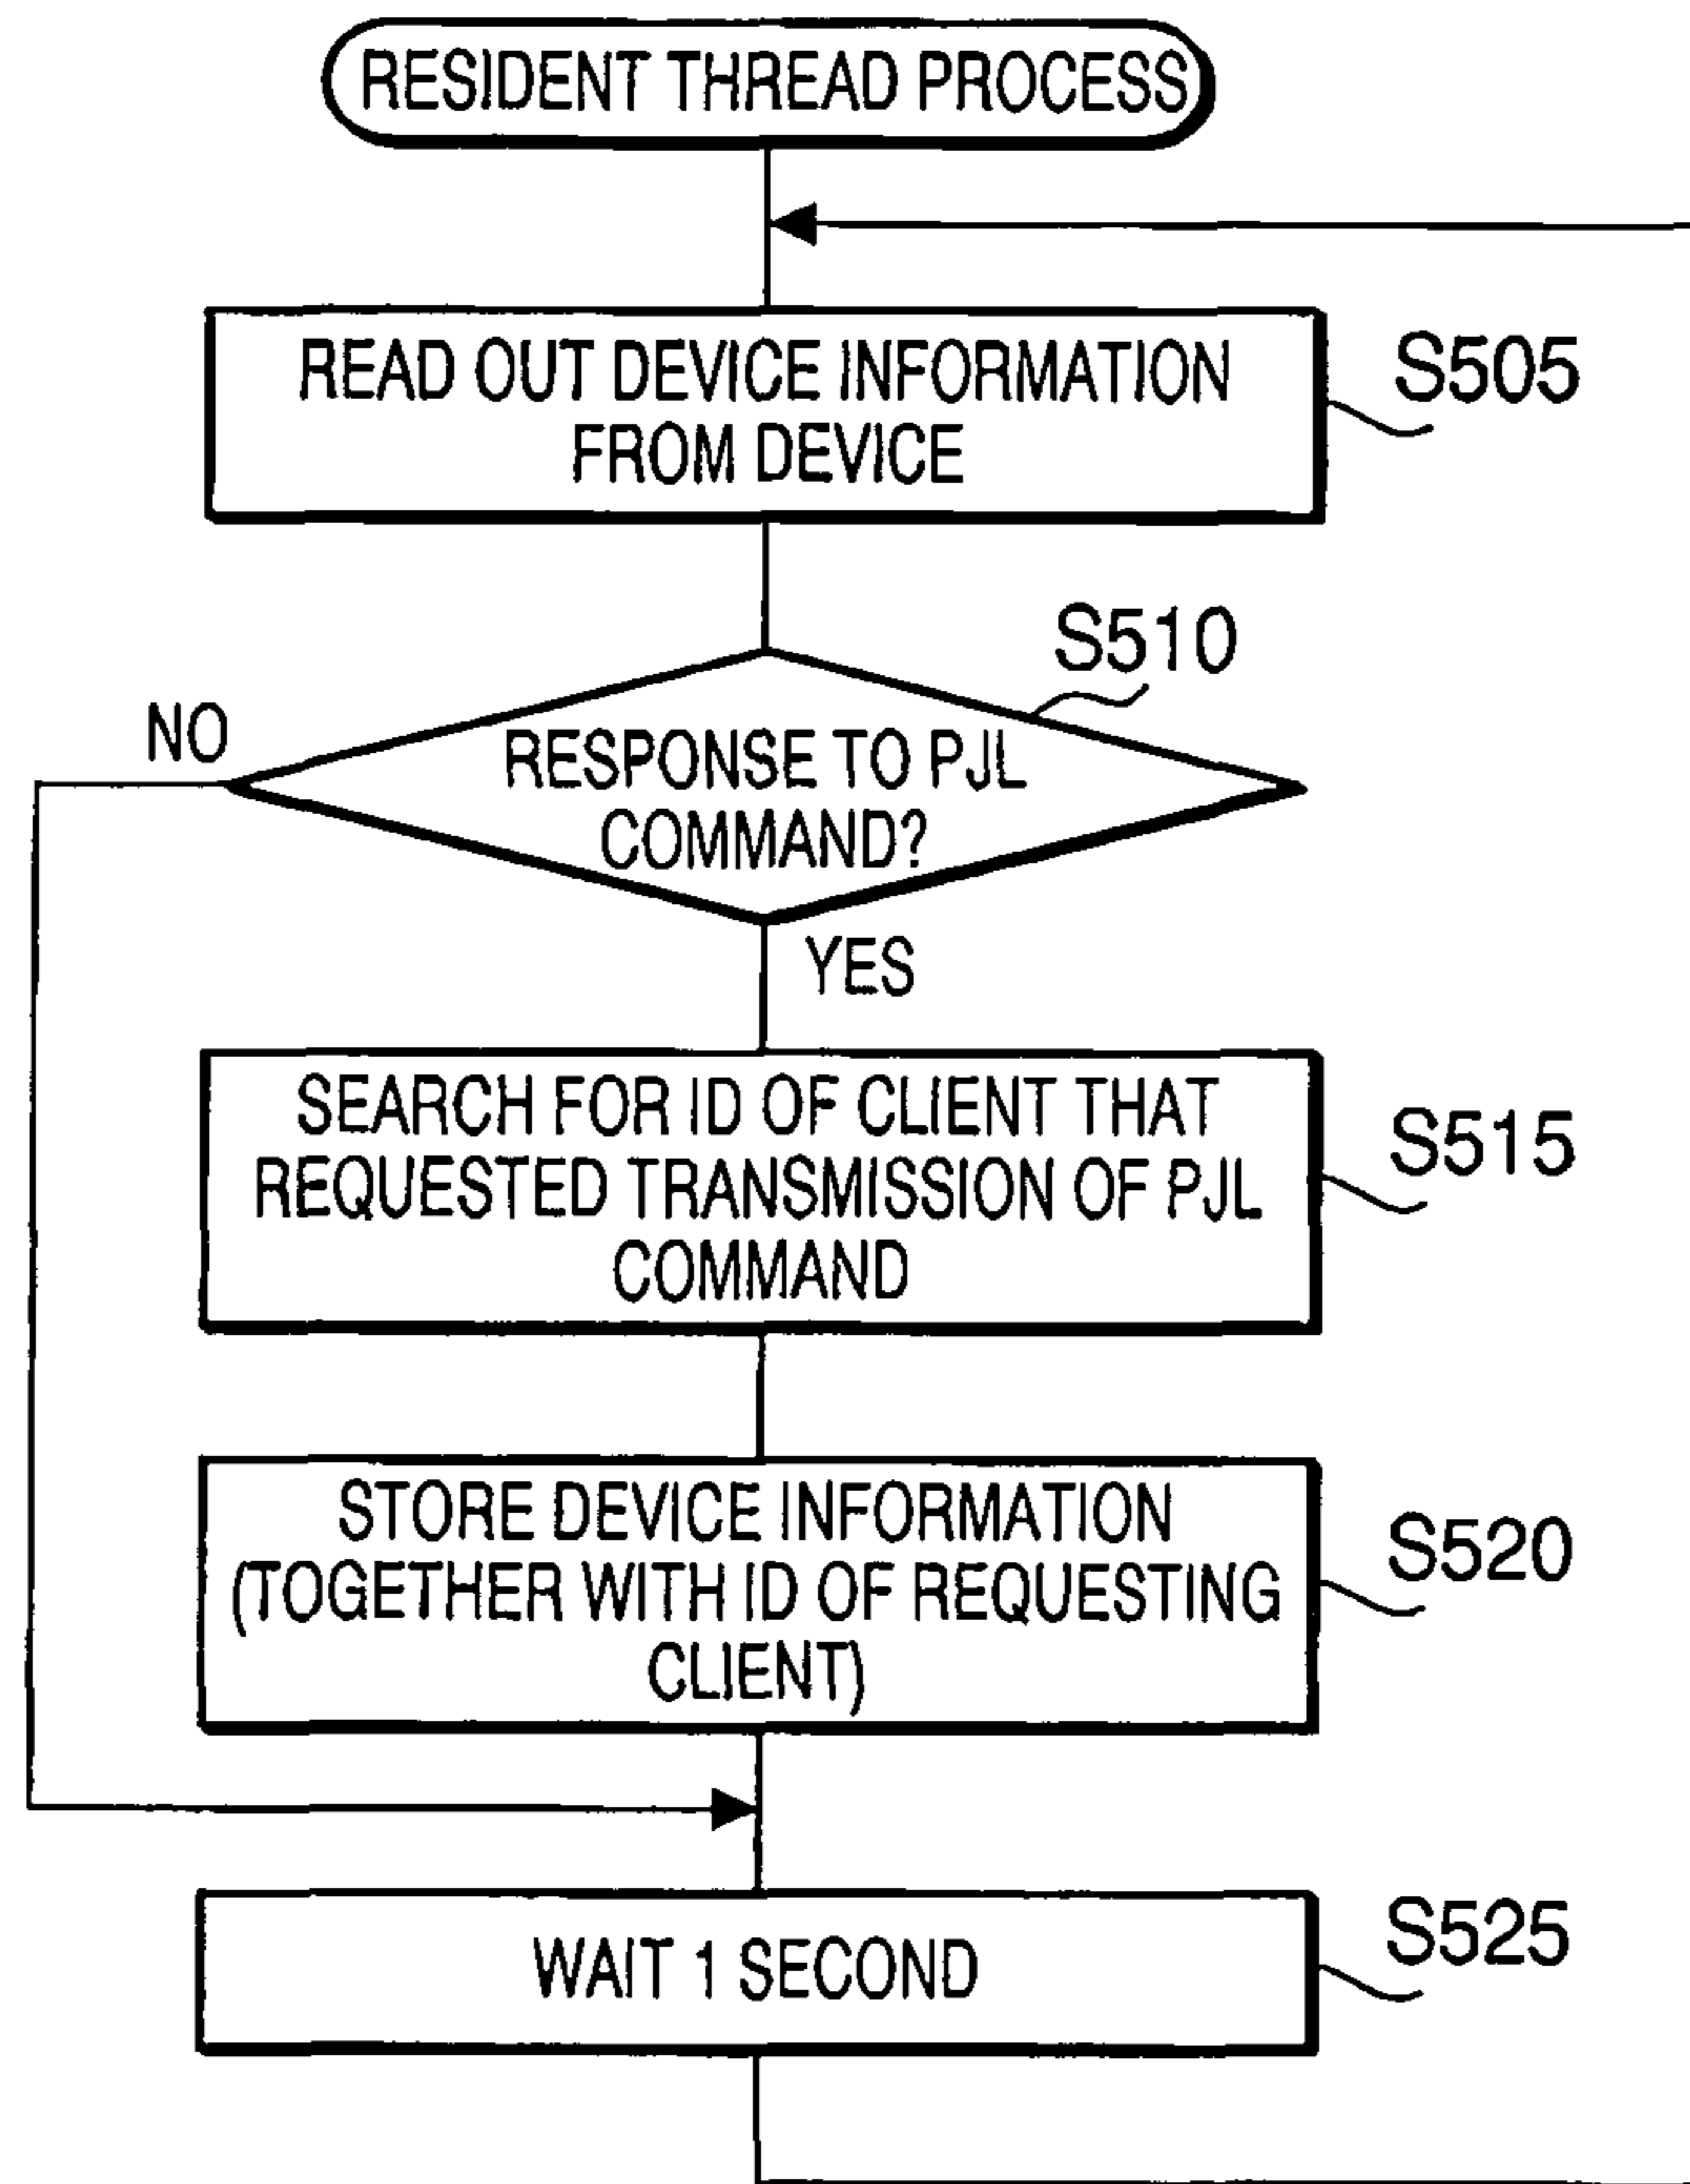 RESIDENT THREAD PROCESS
READ OUT DEVICE INFORMATION
FROM DEVICE
S505
S510
NO
RESPONSE TO PJL
COMMAND?
YES
SEARCH FOR ID OF CLIENT THAT
REQUESTED TRANSMISSION OF PJL
COMMAND
S515
STORE DEVICE INFORMATION
(TOGETHER WITH ID OF REQUESTING
CLIENT)
S520
WAIT 1 SECOND
S525